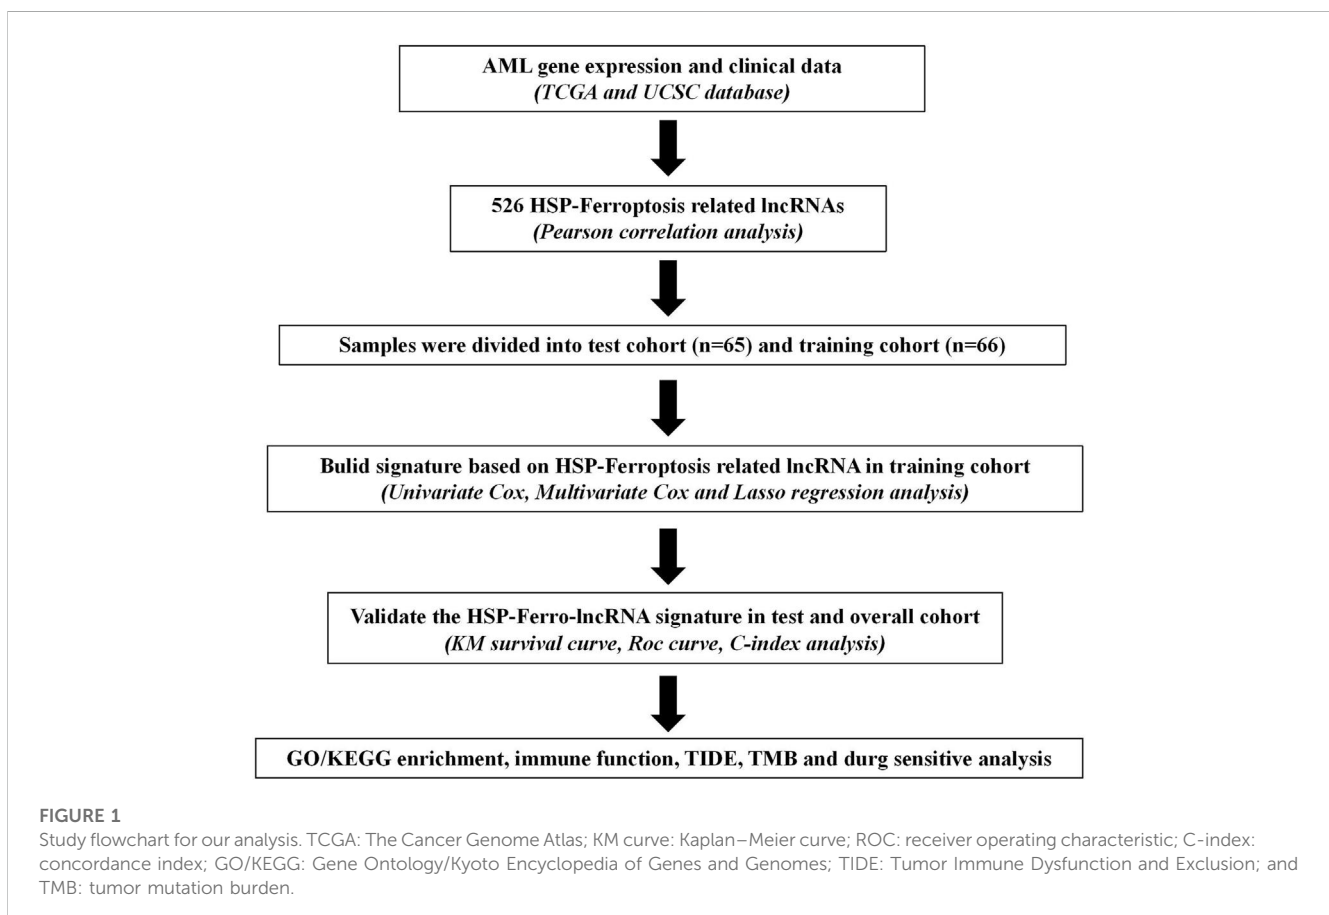 AML gene expression and clinical data
(TCGA and UCSC database)
526 HSP-Ferroptosis related lncRNAs
(Pearson correlation analysis)
Samples were divided into test cohort (n=65) and training cohort (n=66)
Bulid signature based on HSP-Ferroptosis related lncRNA in training cohort
(Univariate Cox, Multivariate Cox and Lasso regression analysis)
Validate the HSP-Ferro-lncRNA signature in test and overall cohort
(KM survival curve, Roc curve, C-index analysis)
GO/KEGG enrichment, immune function, TIDE, TMB and durg sensitive analysis
FIGURE 1
Study flowchart for our analysis. TCGA: The Cancer Genome Atlas; KM curve: Kaplan–Meier curve; ROC: receiver operating characteristic; C-index:
concordance index; GO/KEGG: Gene Ontology/Kyoto Encyclopedia of Genes and Genomes; TIDE: Tumor Immune Dysfunction and Exclusion; and
TMB: tumor mutation burden.